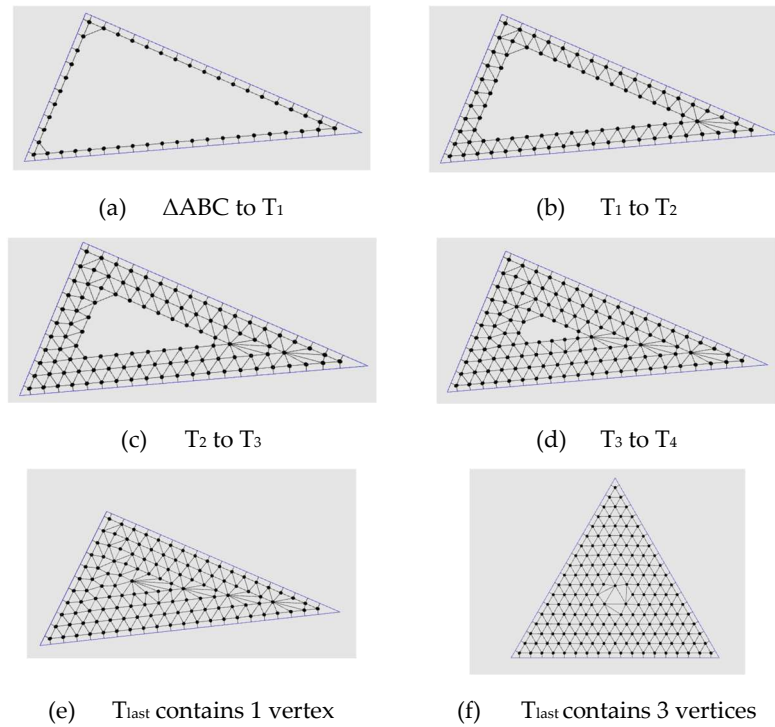 (a) ΔABC to T₁
(b) T₁ to T₂
(c) T₂ to T₃
(d) T₃ to T₄
(e) Tlast contains 1 vertex
(f) Tlast contains 3 vertices